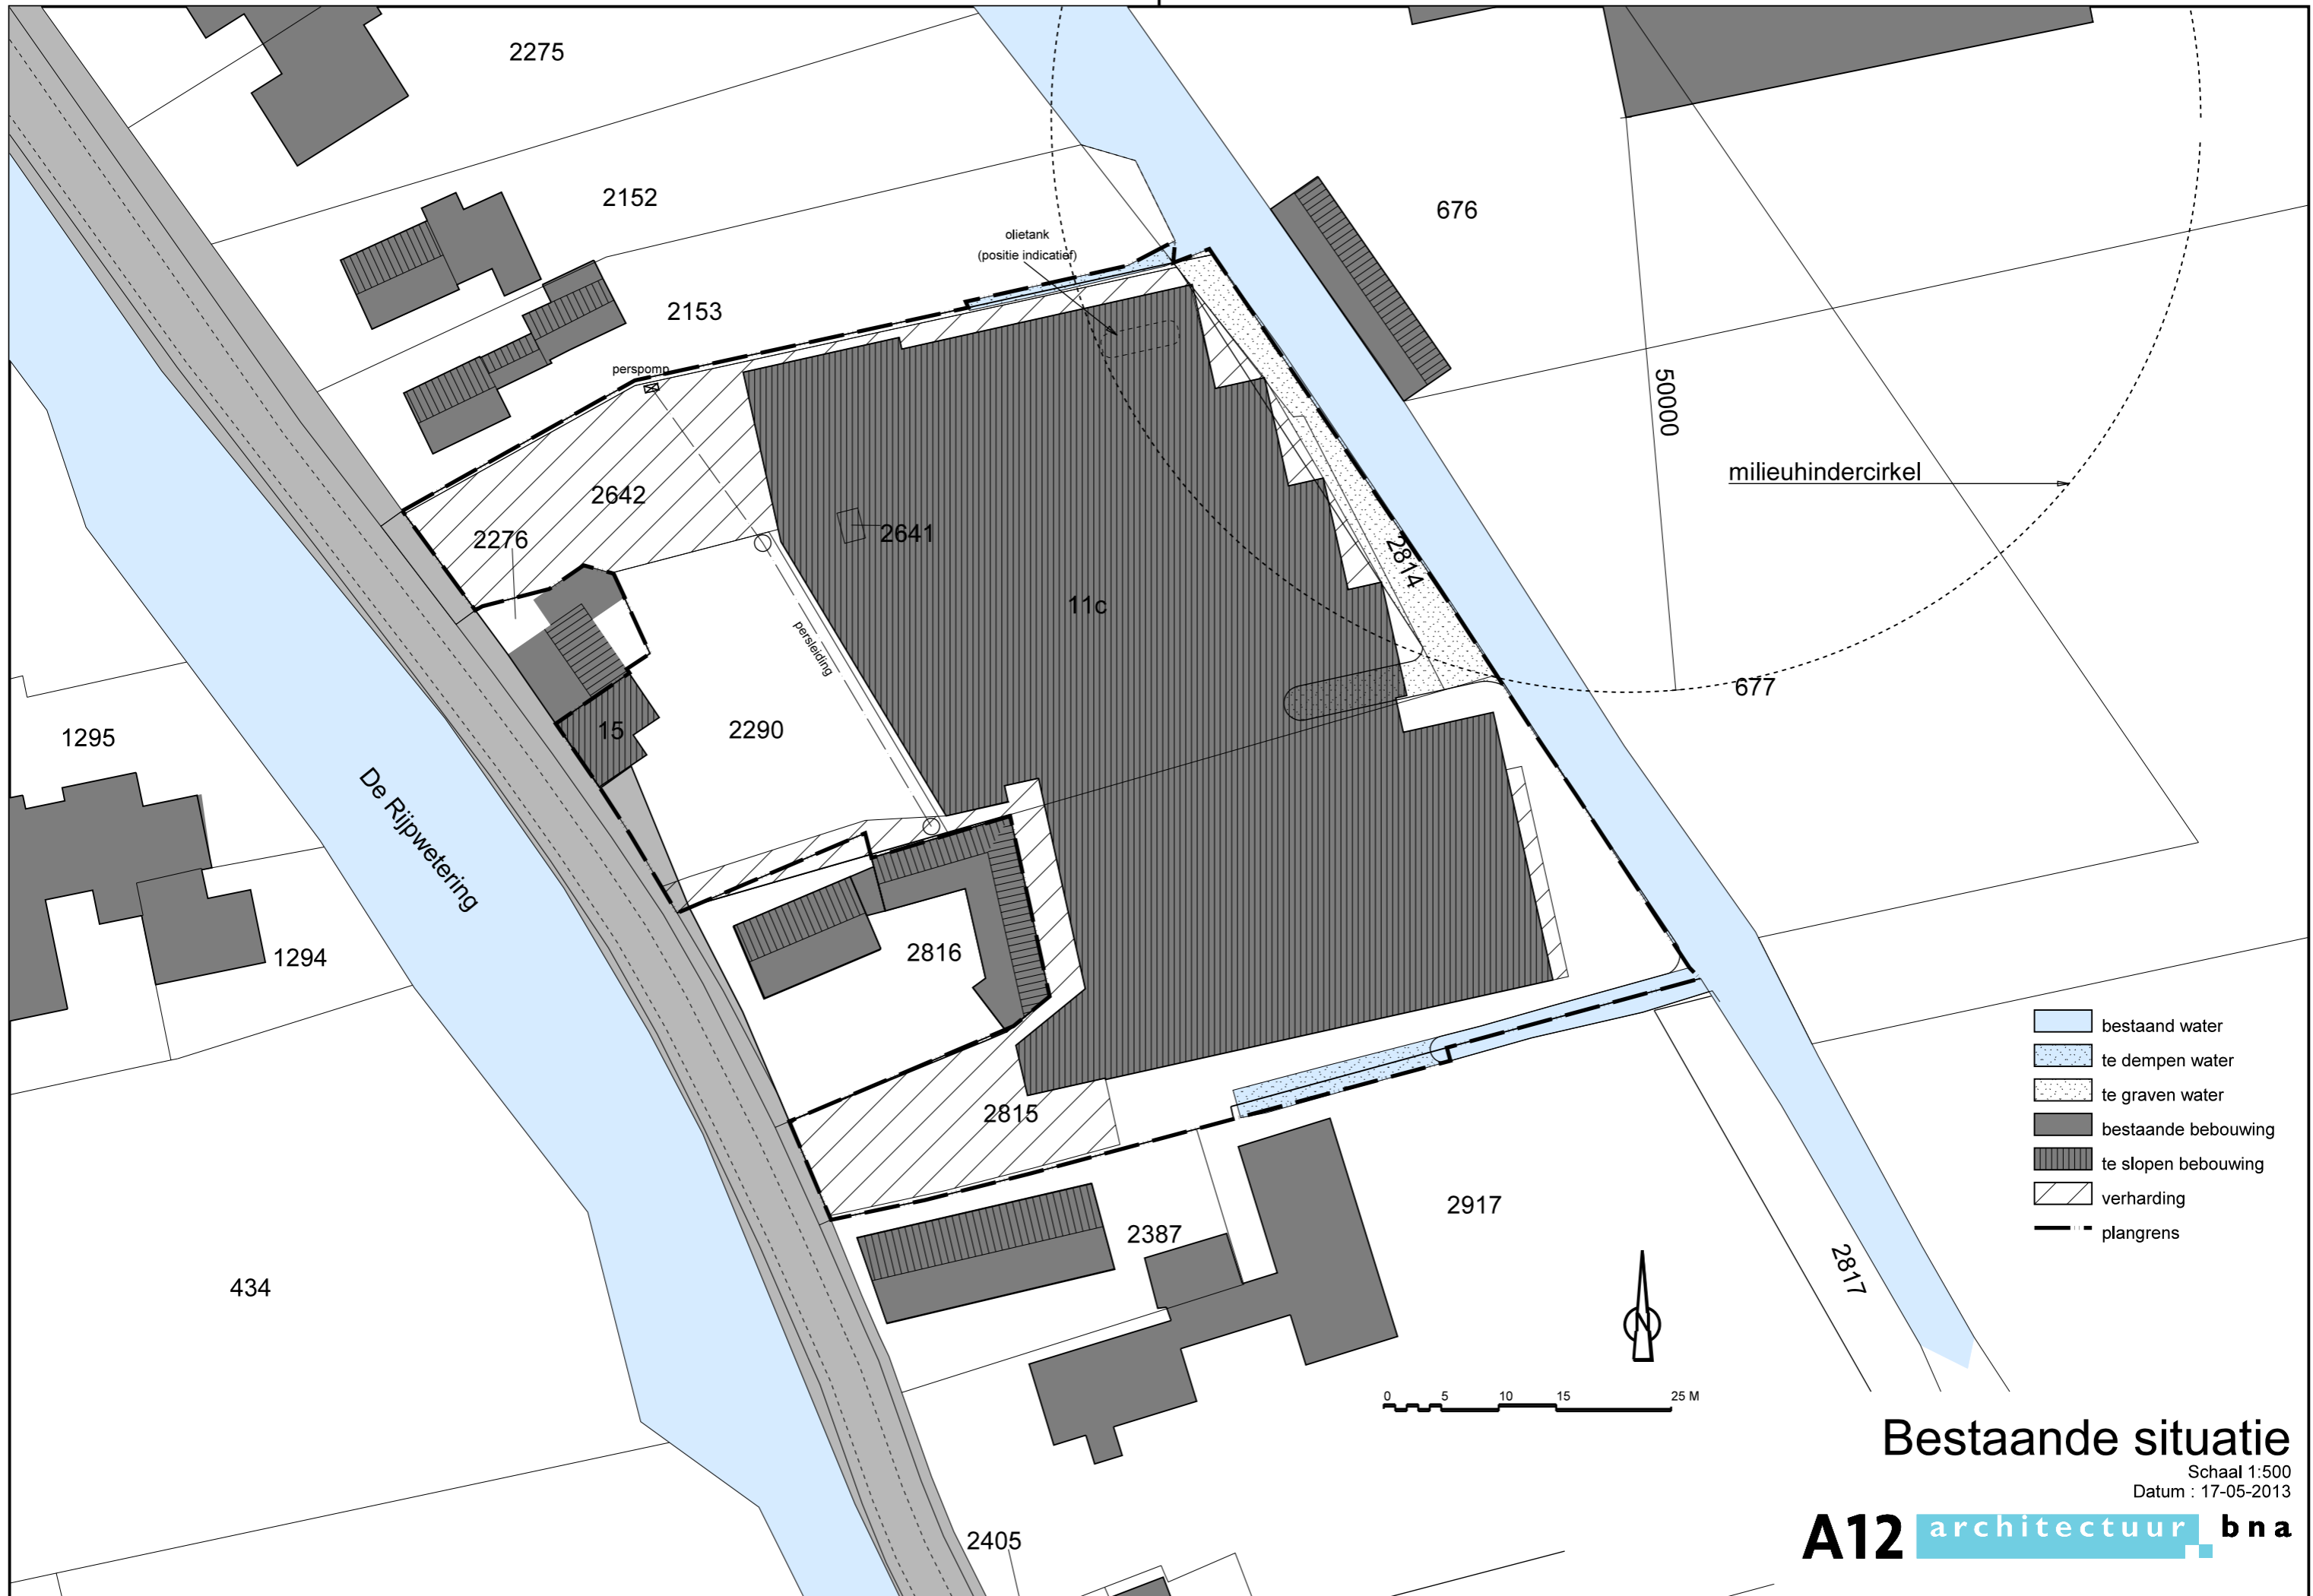 2275
2152
676
olietank
(positie indicatief)
2153
perspomp
50000
milieuhindercirkel
2642
2276
2641
2814
11c
persleiding
677
15
2290
1295
De Rijpwetering
2816
1294
bestaand water
te dempen water
te graven water
bestaande bebouwing
te slopen bebouwing
verharding
plangrens
2815
2917
2387
2817
434
0 5 10 15 25 M
Bestaande situatie
Schaal 1:500
Datum : 17-05-2013
A12 architectuur bna
2405
N